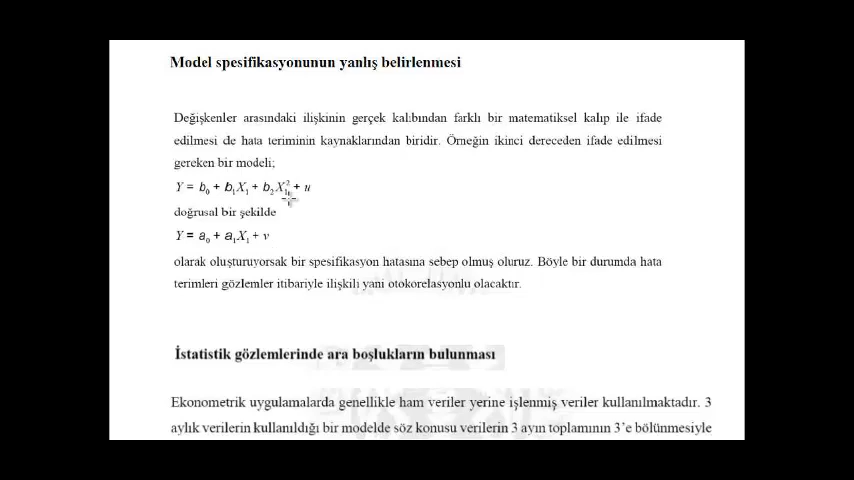 Model spesifikasyonunun yanlış belirlenmesi
Değişkenler arasındaki ilişkinin gerçek kalıbından farklı bir matematiksel kalıp ile ifade
edilmesi de hata teriminin kaynaklarından biridir. Örneğin ikinci dereceden ifade edilmesi
gereken bir modeli;
Y = b₀ + b₁X₁ + b₂X₁² + u
doğrusal bir şekilde
Y = a₀ + a₁X₁ + v
olarak oluşturuyorsak bir spesifikasyon hatasına sebep olmuş oluruz. Böyle bir durumda hata
terimleri gözlemler itibariyle ilişkili yani otokorelasyonlu olacaktır.
İstatistik gözlemlerinde ara boşlukların bulunması
Ekonometrik uygulamalarda genellikle ham veriler yerine işlenmiş veriler kullanılmaktadır. 3
aylık verilerin kullanıldığı bir modelde söz konusu verilerin 3 ayın toplamının 3’e bölünmesiyle